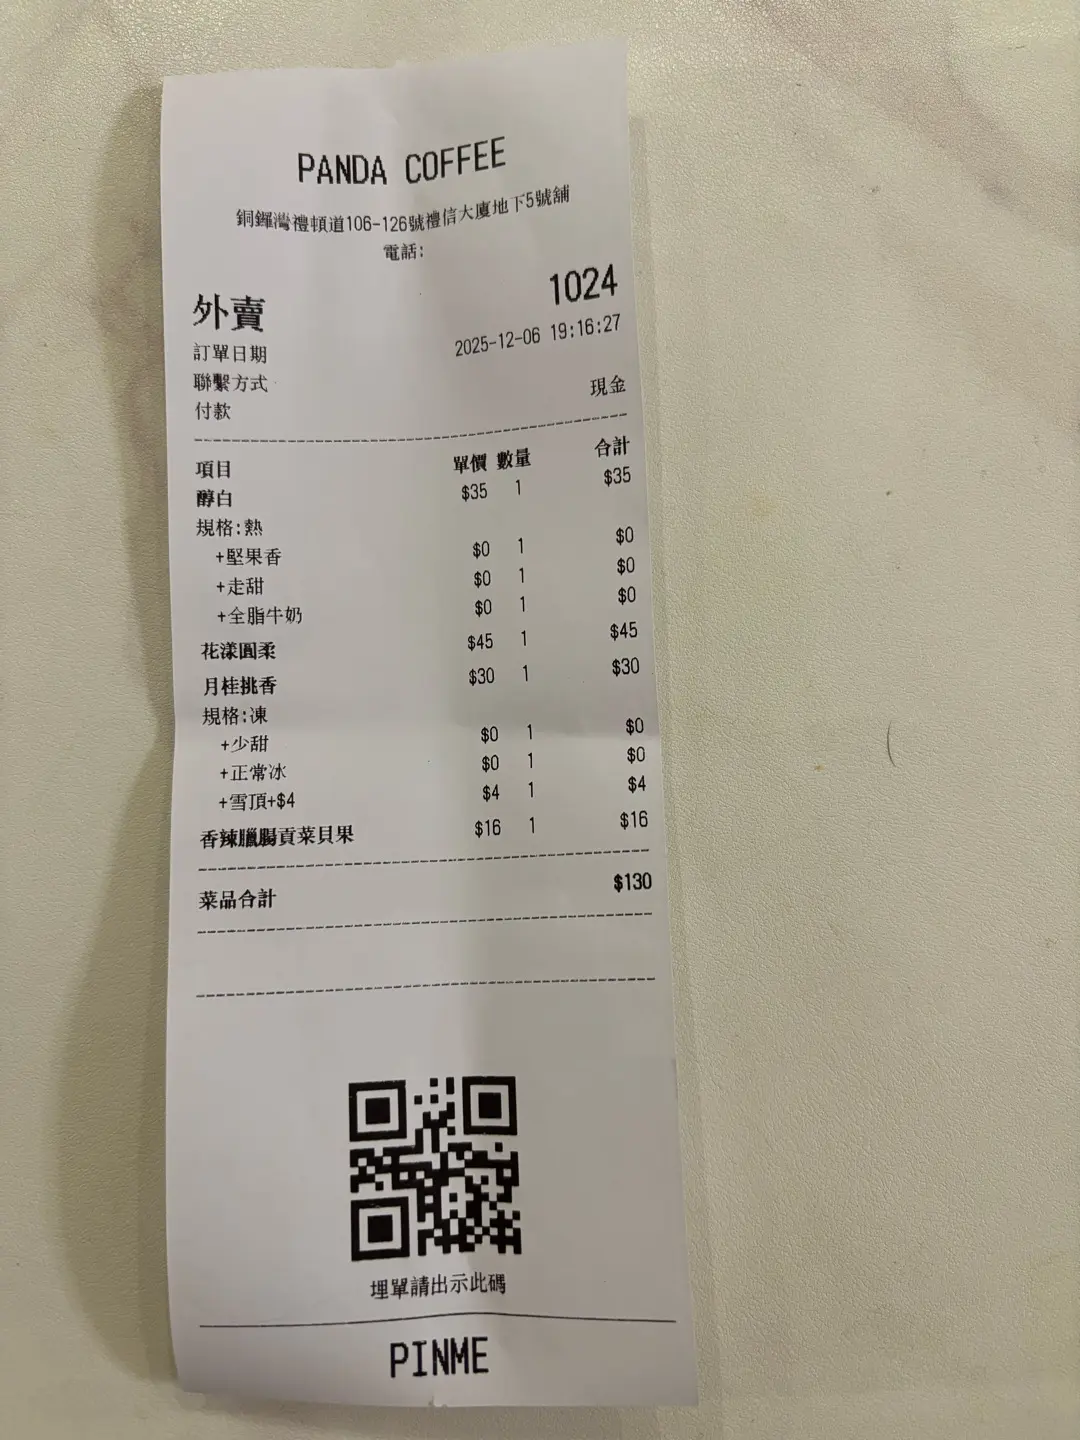 PANDA COFFEE
銅鑼灣禮頓道106-126號禮信大廈地下5號舖
電話:
外賣 1024
訂單日期 2025-12-06 19:16:27
聯繫方式
付款 現金
項目 單價 數量 合計
醇白 $35 1 $35
規格:熱
+堅果香 $0 1 $0
+走甜 $0 1 $0
+全脂牛奶 $0 1 $0
花漾圓柔 $45 1 $45
月桂挑香 $30 1 $30
規格:凍
+少甜 $0 1 $0
+正常冰 $0 1 $0
+雪頂+$4 $4 1 $4
香辣臘腸貢菜貝果 $16 1 $16
菜品合計 $130
埋單請出示此碼
PINME